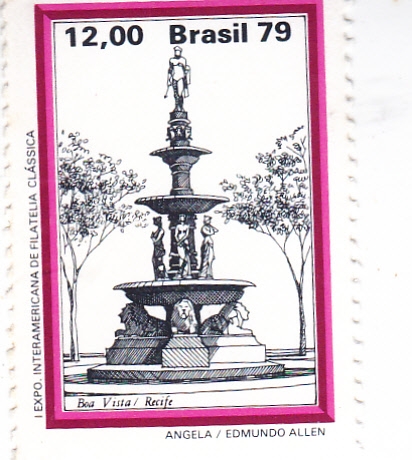 12,00 Brasil 79
I EXPO. INTERAMERICANA DE FILATELIA CLÁSSICA
Boa Vista / Recife
ANGELA / EDMUNDO ALLEN